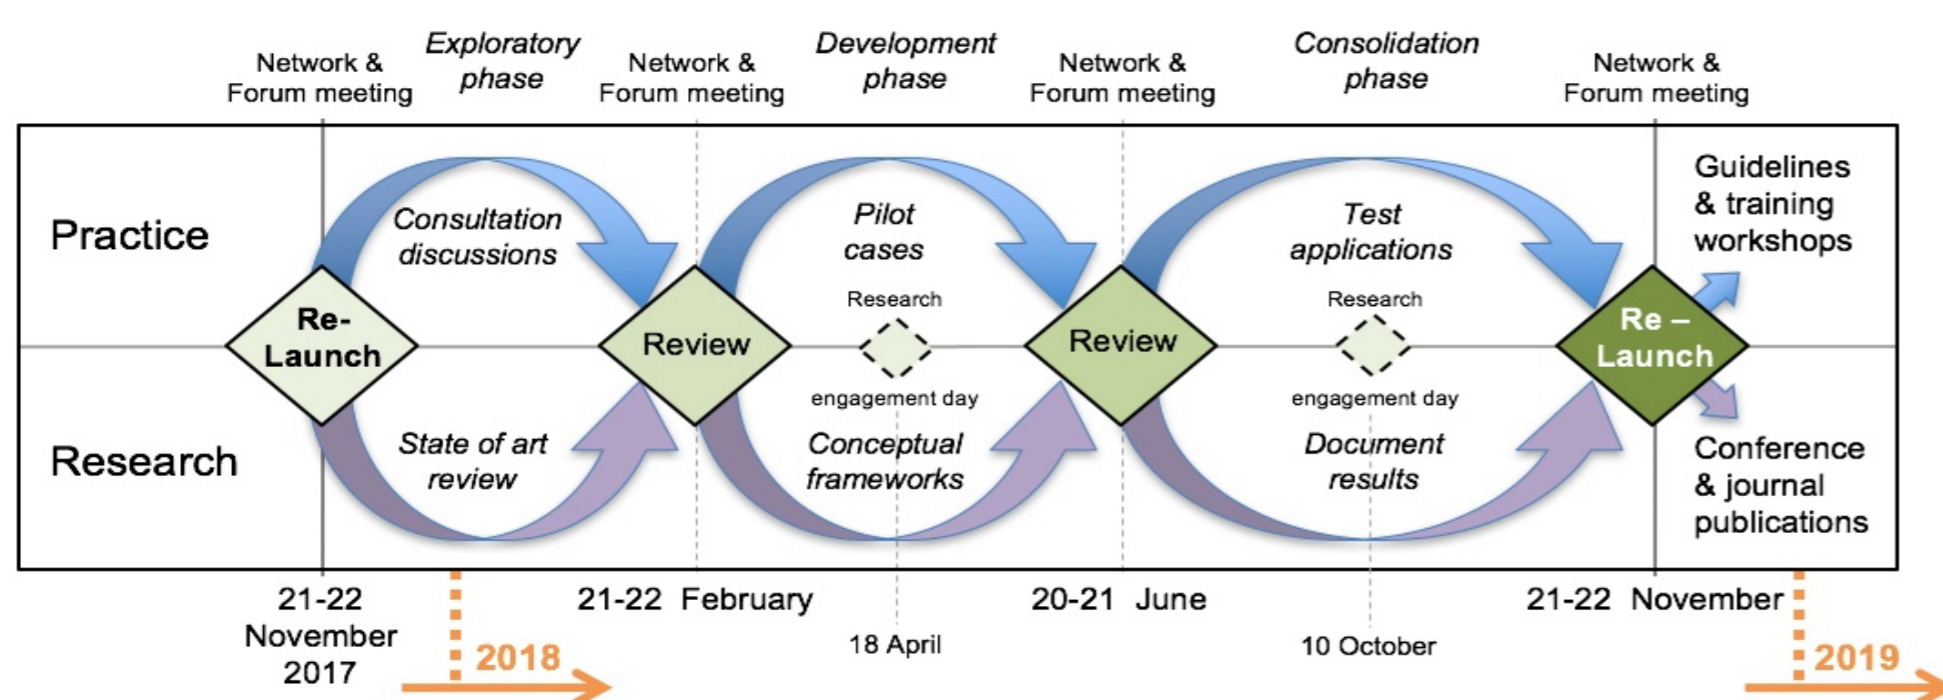 Network &
Forum meeting
Exploratory
phase
Network &
Forum meeting
Development
phase
Network &
Forum meeting
Consolidation
phase
Network &
Forum meeting
Practice
Consultation
discussions
Pilot
cases
Test
applications
Guidelines
& training
workshops
Re-
Launch
Review
Research
engagement day
Review
Research
engagement day
Re –
Launch
Research
State of art
review
Conceptual
frameworks
Document
results
Conference
& journal
publications
21-22
November
2017
2018
21-22 February
18 April
20-21 June
10 October
21-22 November
2019